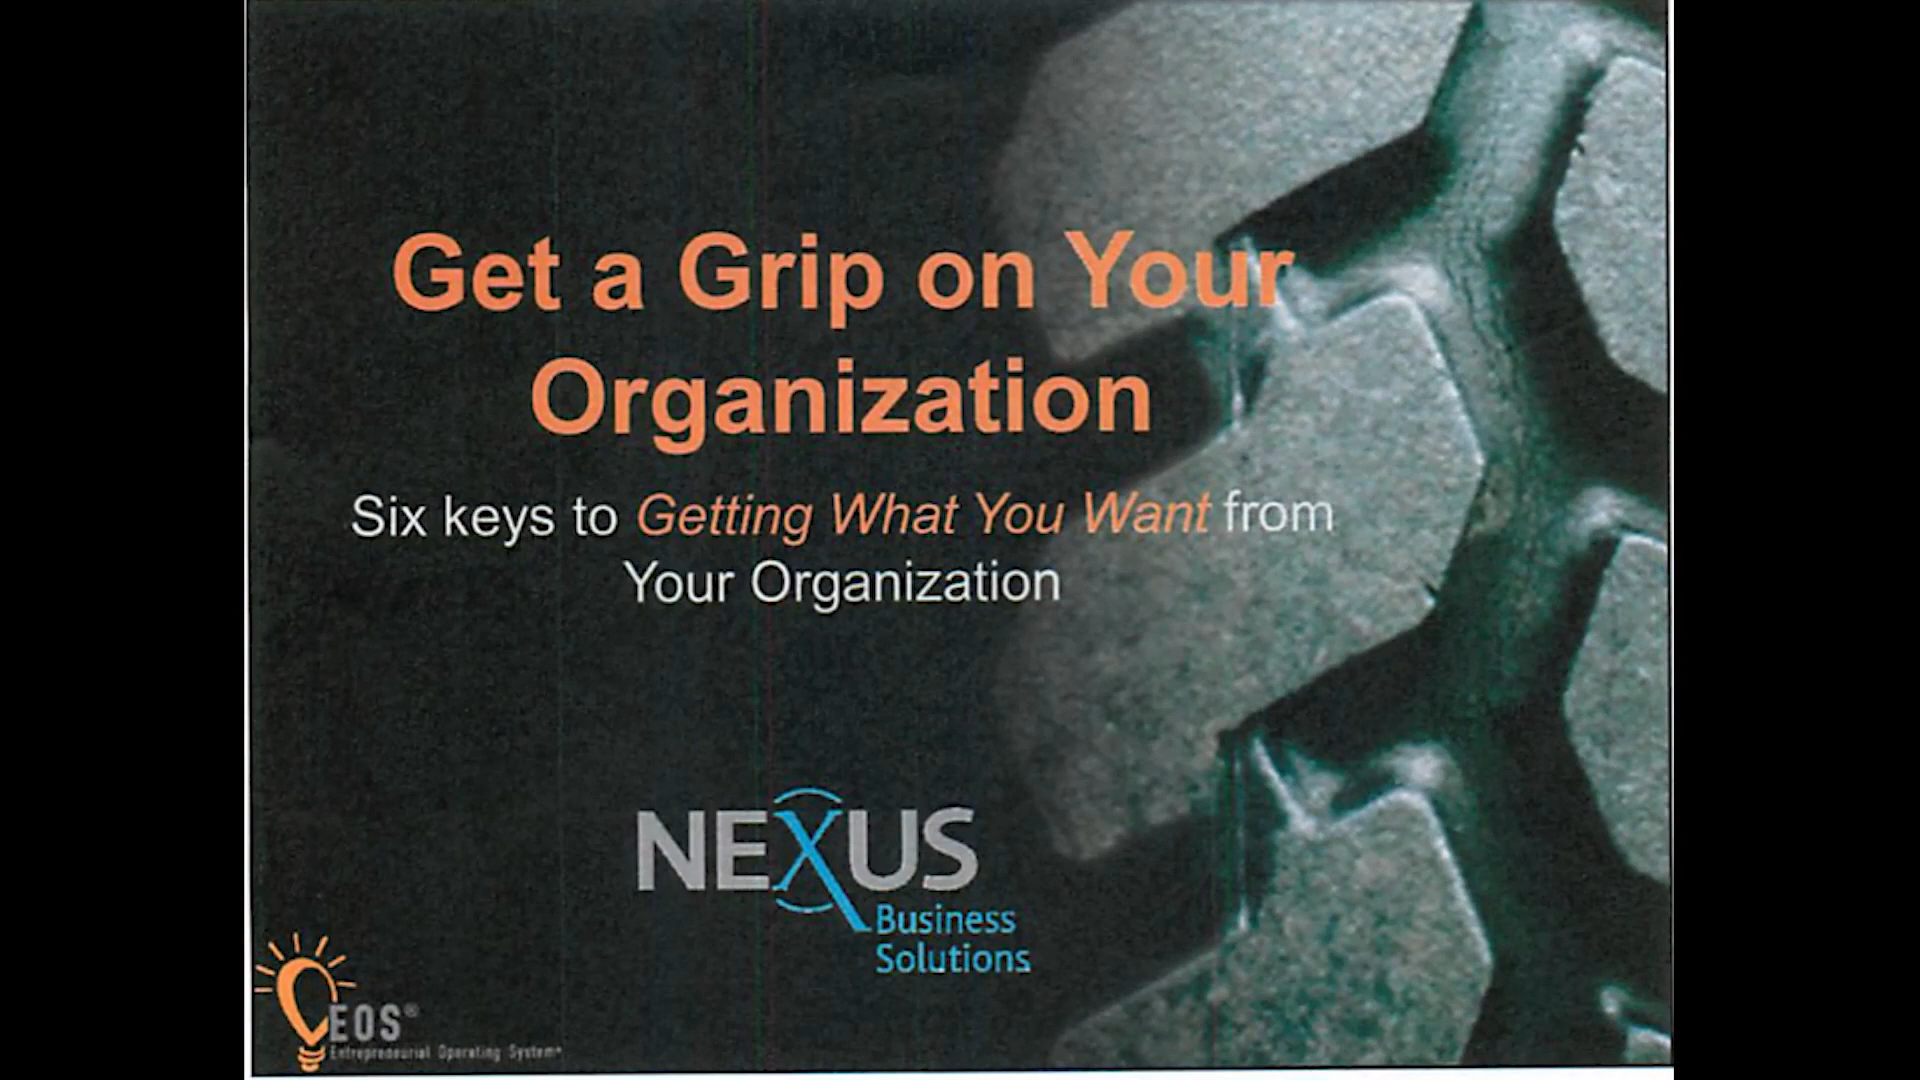 Get a Grip on Your
Organization
Six keys to Getting What You Want from
Your Organization
NEXUS
Business
Solutions
EOS®
Entrepreneurial Operating System®